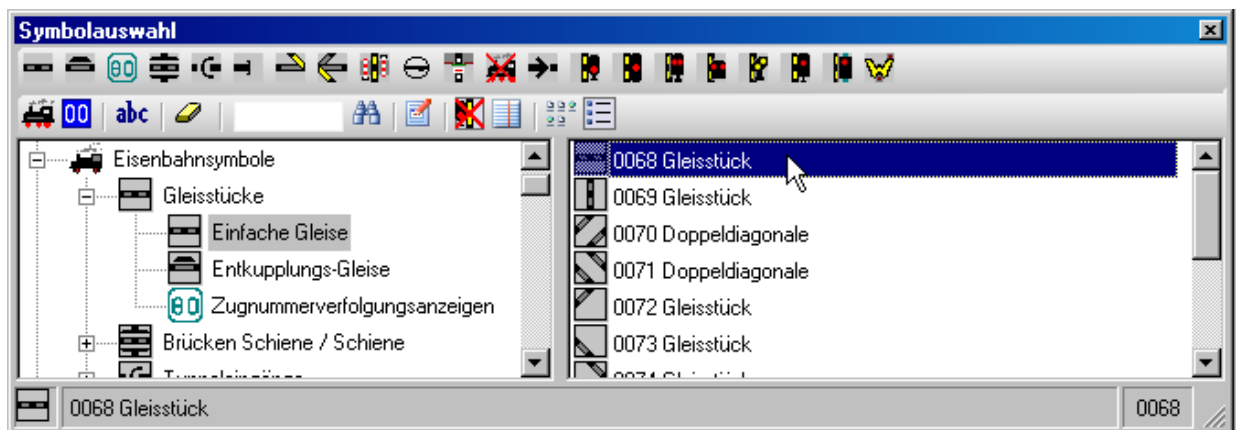 Symbolauswahl
00 abc
Eisenbahnsymbole
Gleisstücke
Einfache Gleise
Entkupplungs-Gleise
Zugnummerverfolgungsanzeigen
Brücken Schiene / Schiene
0068 Gleisstück
0069 Gleisstück
0070 Doppeldiagonale
0071 Doppeldiagonale
0072 Gleisstück
0073 Gleisstück
0068 Gleisstück
0068